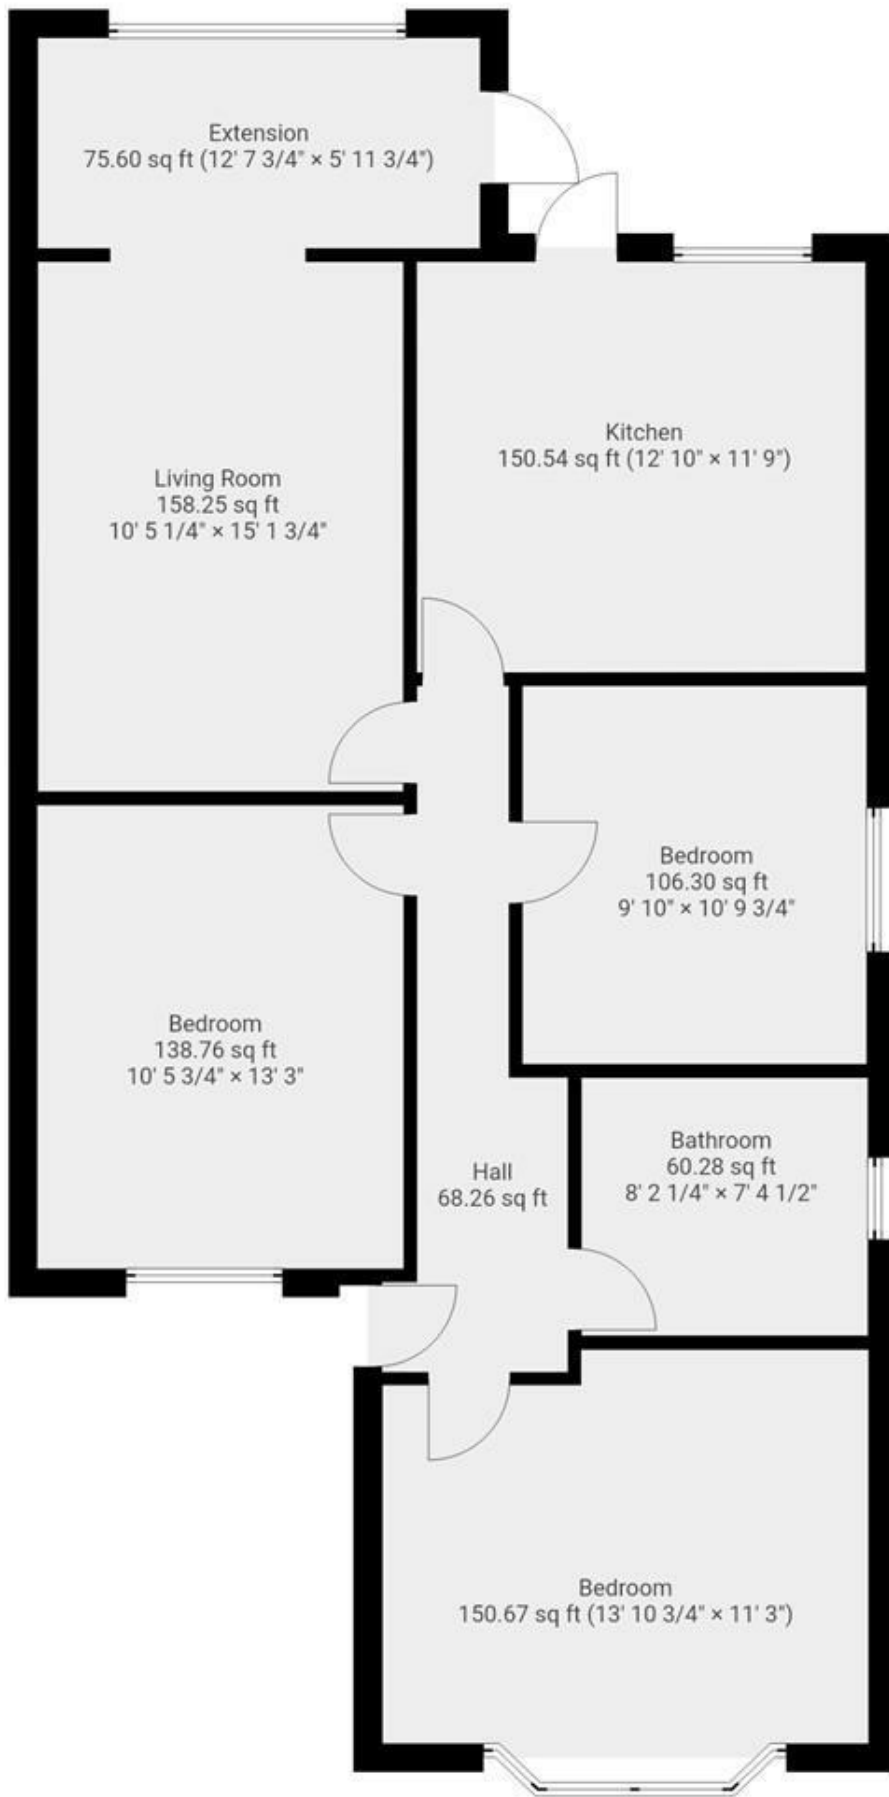 Extension
75.60 sq ft (12' 7 3/4" × 5' 11 3/4")
Kitchen
150.54 sq ft (12' 10" × 11' 9")
Living Room
158.25 sq ft
10' 5 1/4" × 15' 1 3/4"
Bedroom
106.30 sq ft
9' 10" × 10' 9 3/4"
Bedroom
138.76 sq ft
10' 5 3/4" × 13' 3"
Bathroom
60.28 sq ft
8' 2 1/4" × 7' 4 1/2"
Hall
68.26 sq ft
Bedroom
150.67 sq ft (13' 10 3/4" × 11' 3")